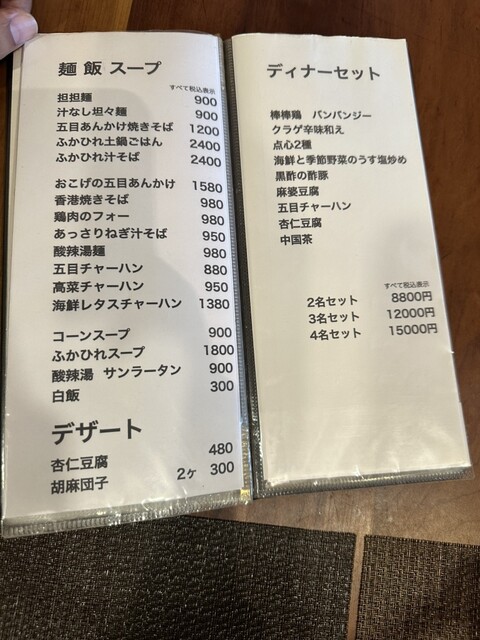 麺 飯 スープ
すべて税込表示
担担麺 900
汁なし坦々麺 900
五目あんかけ焼きそば 1200
ふかひれ土鍋ごはん 2400
ふかひれ汁そば 2400
おこげの五目あんかけ 1580
香港焼きそば 980
鶏肉のフォー 980
あっさりねぎ汁そば 950
酸辣湯麺 980
五目チャーハン 880
高菜チャーハン 950
海鮮レタスチャーハン 1380
コーンスープ 900
ふかひれスープ 1800
酸辣湯 サンラータン 900
白飯 300
デザート
杏仁豆腐 480
胡麻団子 2ヶ 300
ディナーセット
棒棒鶏 バンバンジー
クラゲ辛味和え
点心2種
海鮮と季節野菜のうす塩炒め
黒酢の酢豚
麻婆豆腐
五目チャーハン
杏仁豆腐
中国茶
すべて税込表示
2名セット 8800円
3名セット 12000円
4名セット 15000円